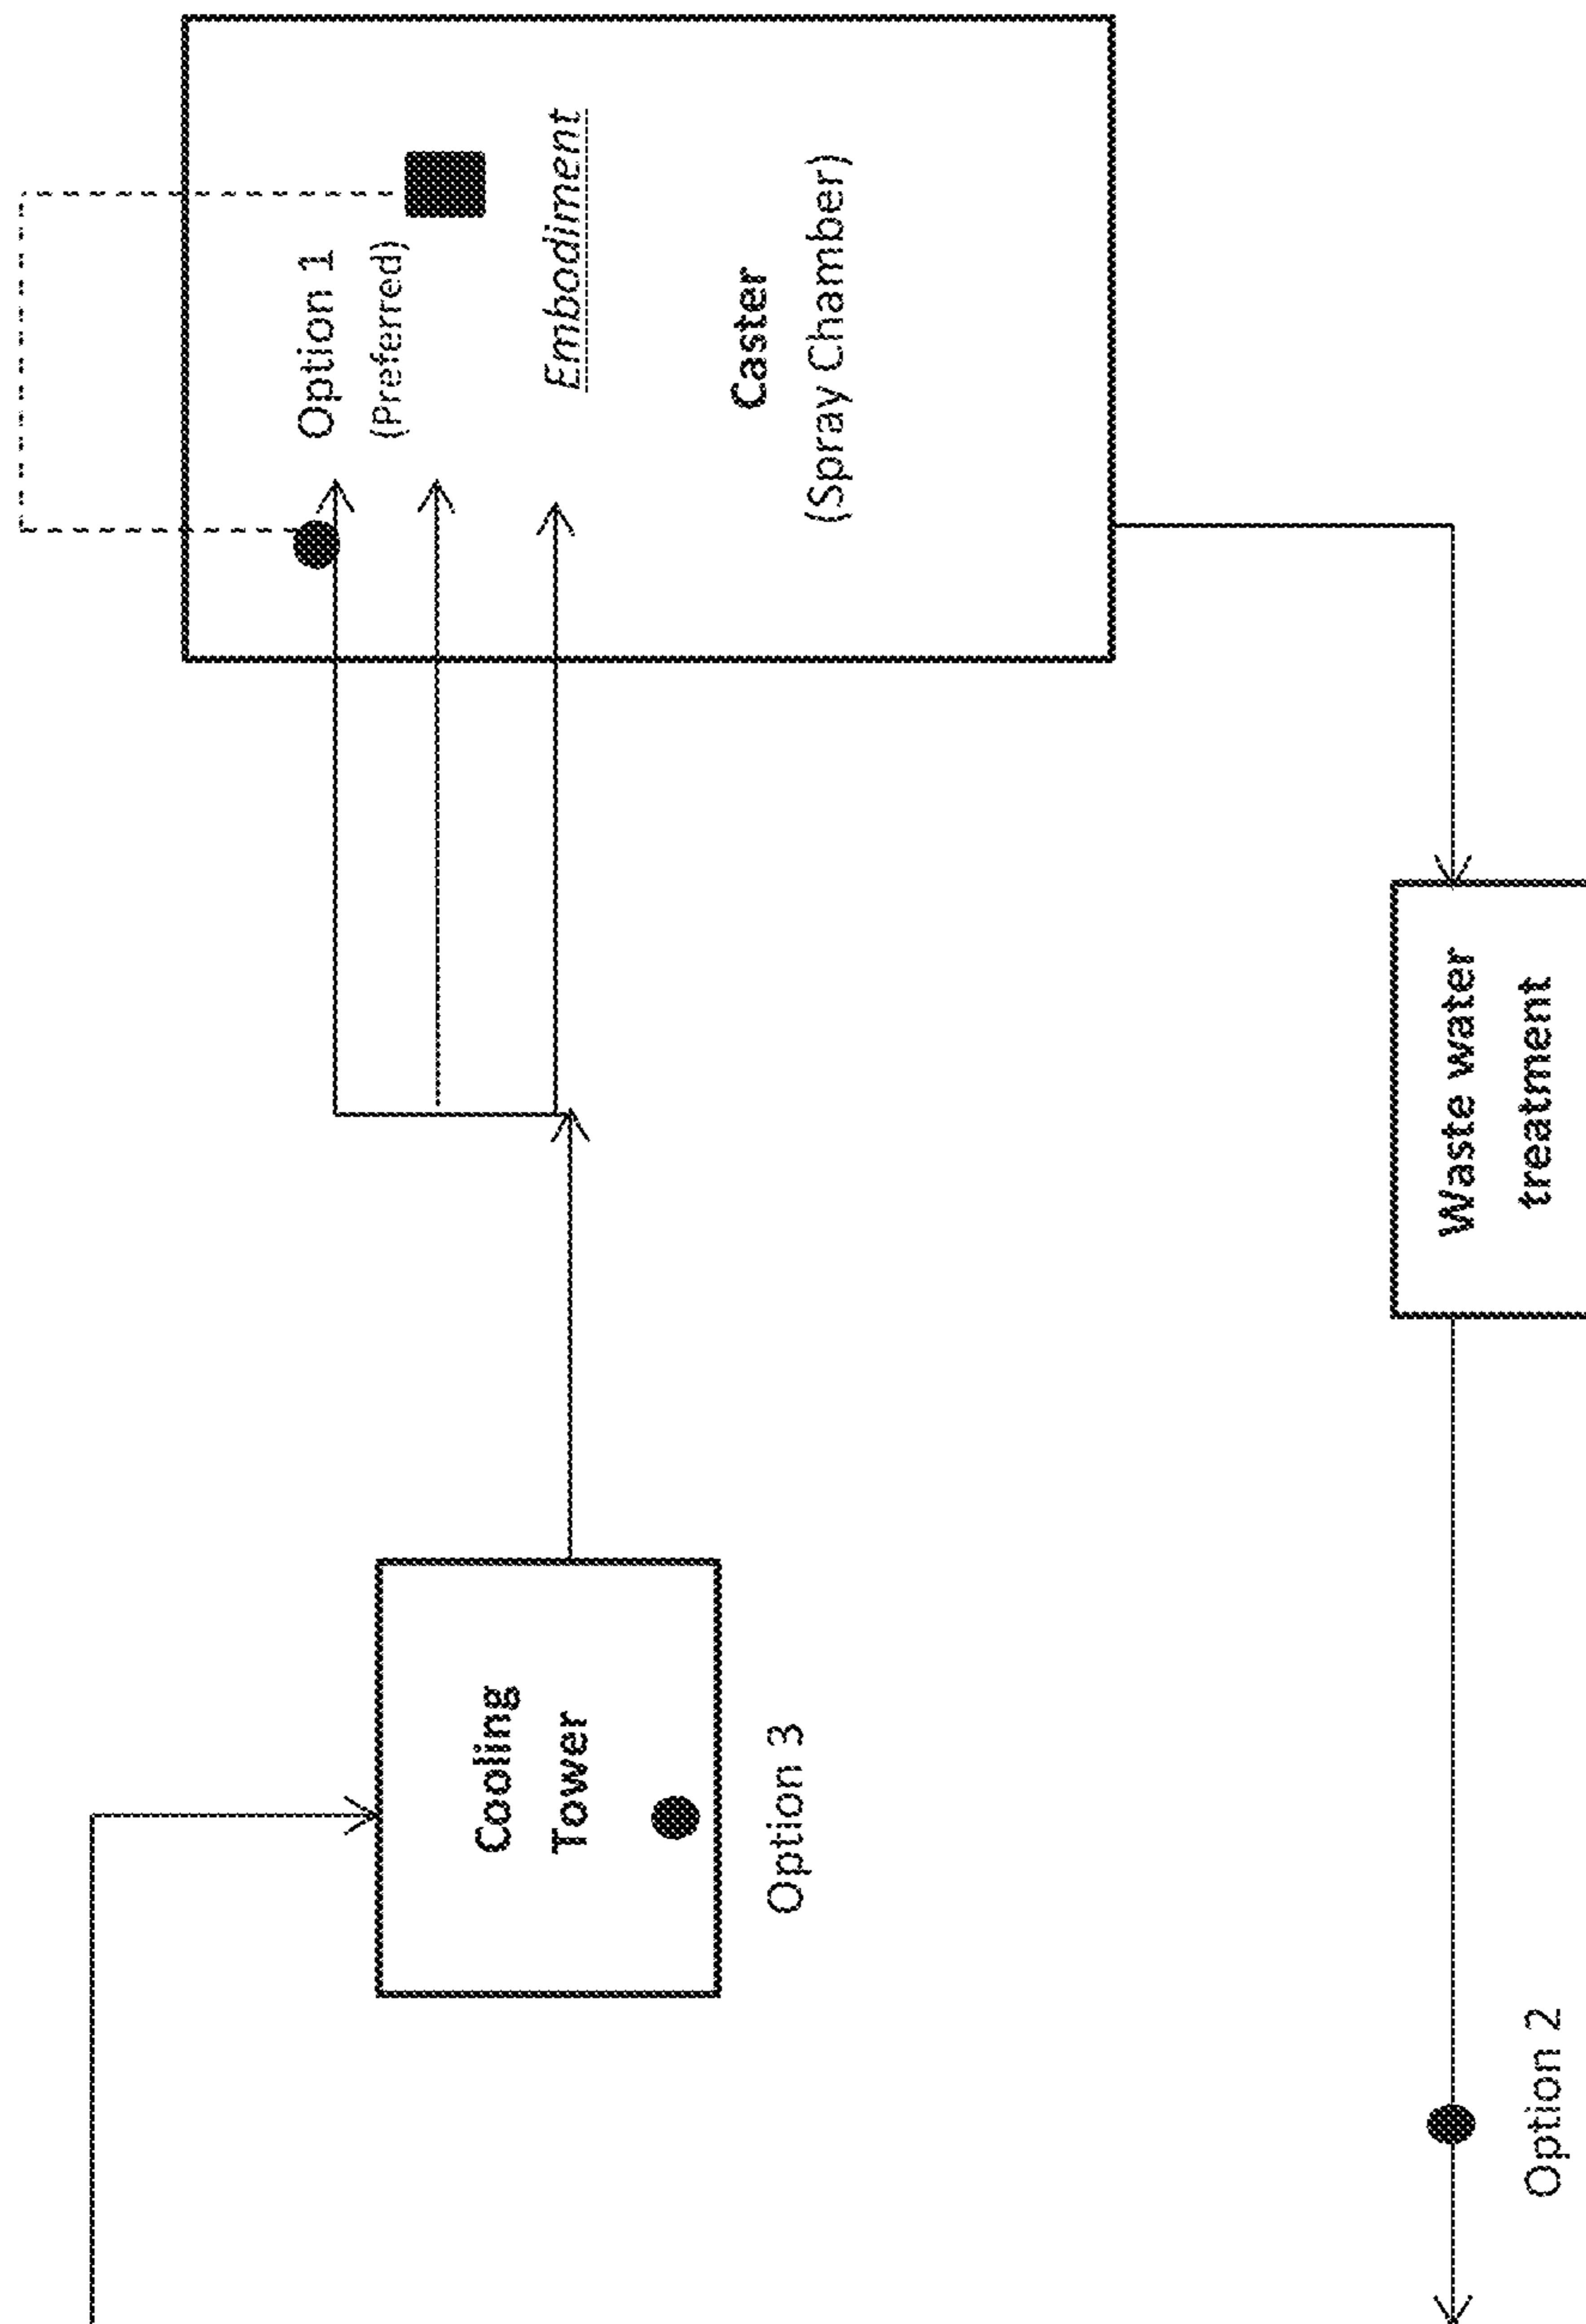 Option 1
(Preferred)
Embodiment
Caster
(Spray Chamber)
Cooling
Tower
Option 3
Waste water
treatment
Option 2